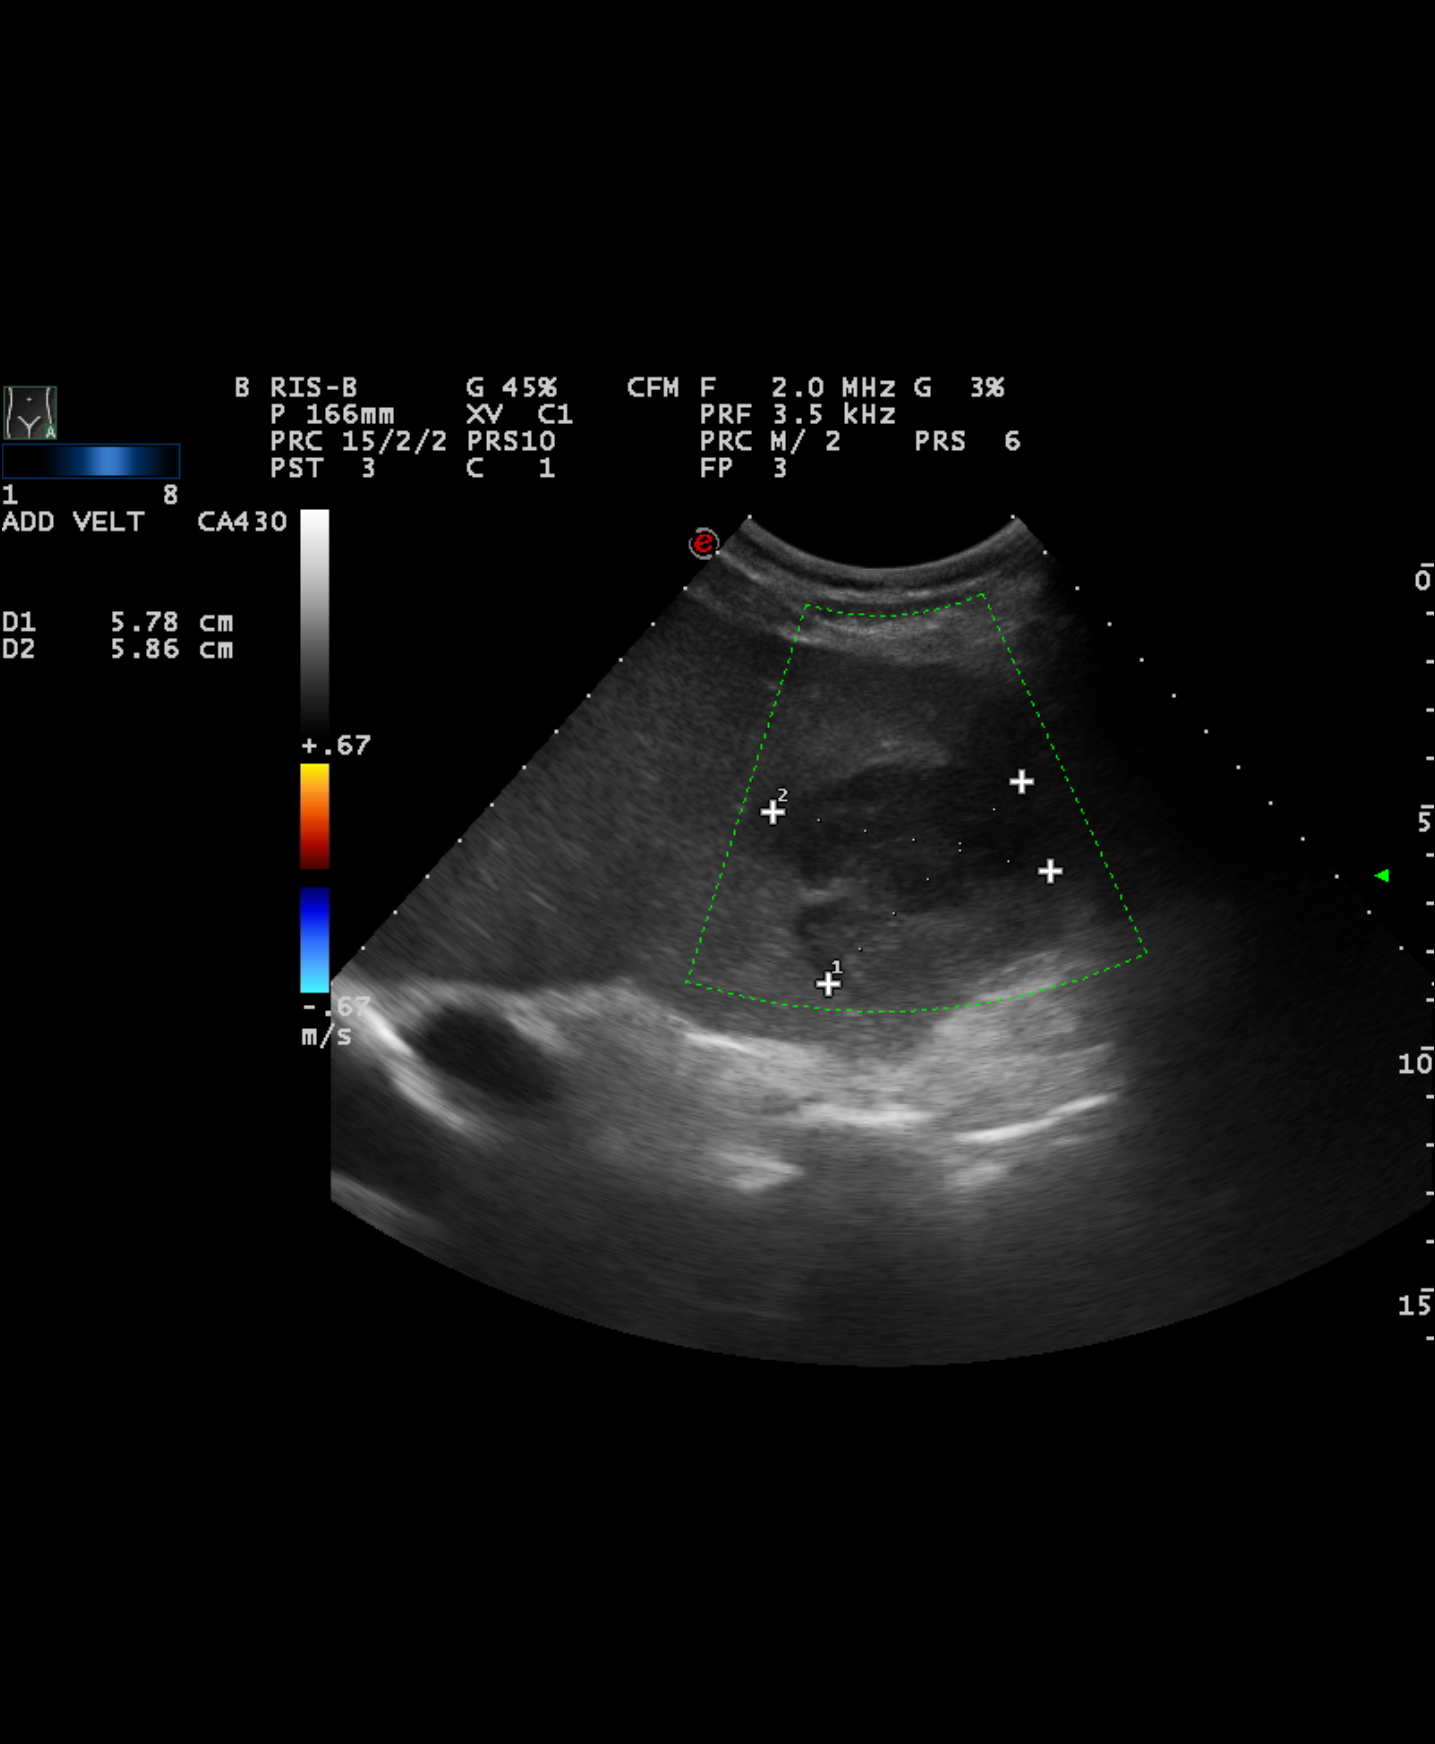 B RIS-B G 45% CFM F 2.0 MHz G 3%
P 166mm XV C1 PRF 3.5 kHz
PRC 15/2/2 PRS10 PRC M/ 2 PRS 6
PST 3 C 1 FP 3
A
1 8
ADD VELT CA430
e
0
D1 5.78 cm
D2 5.86 cm
+.67
2
5
1
-.67
m/s
10
15